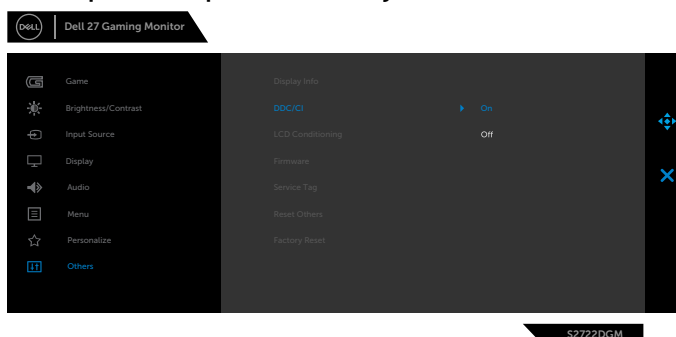 DELL
Dell 27 Gaming Monitor
Game
Brightness/Contrast
Input Source
Display
Audio
Menu
Personalize
Others
Display Info
DDC/CI
On
LCD Conditioning
Off
Firmware
Service Tag
Reset Others
Factory Reset
S2722DGM